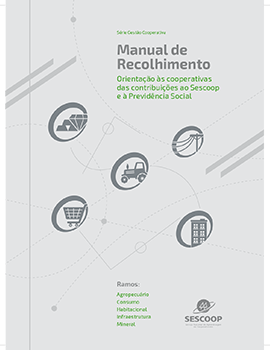 Série Gestão Cooperativa
Manual de
Recolhimento
Orientação às cooperativas
das contribuições ao Sescoop
e à Previdência Social
Ramos:
Agropecuário
Consumo
Habitacional
Infraestrutura
Mineral
SESCOOP